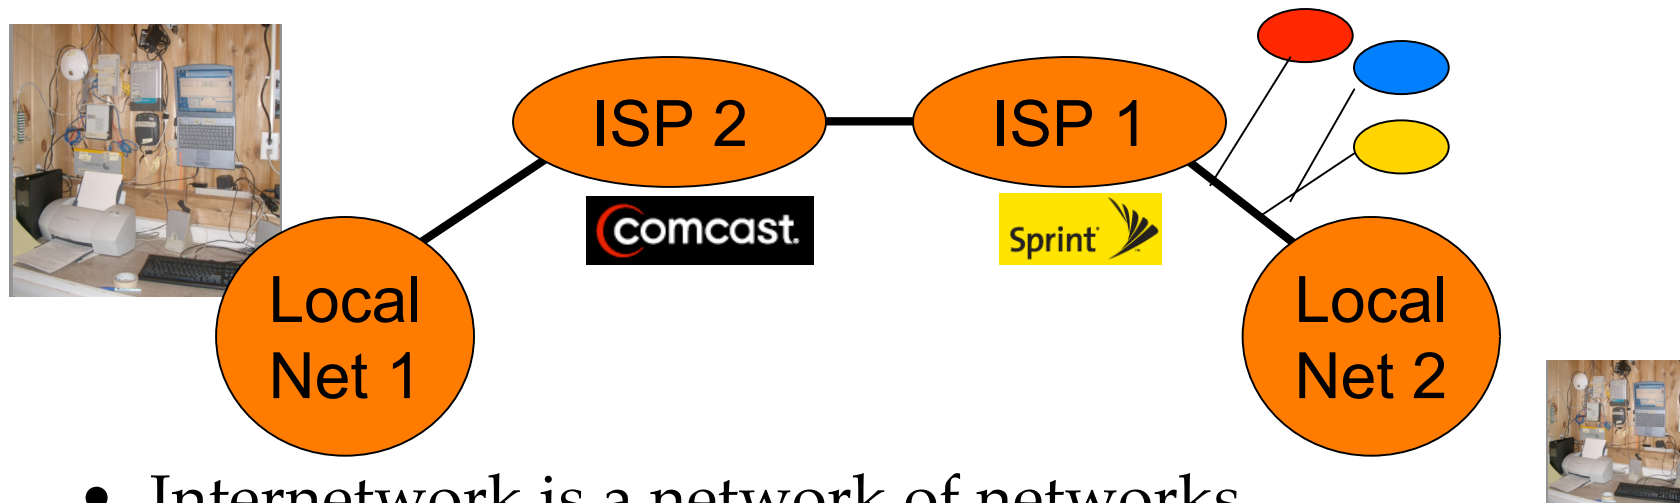 ISP 2
ISP 1
comcast.
Sprint
Local
Net 1
Local
Net 2
• Internetwork is a network of networks